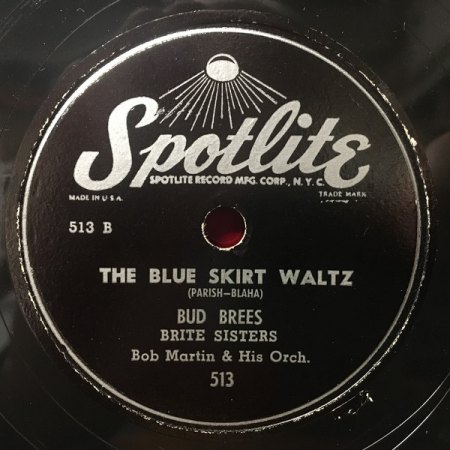 Spotlite
SPOTLITE RECORD MFG. CORP., N.Y.C.
MADE IN U.S.A.
TRADE MARK
513 B
THE BLUE SKIRT WALTZ
(PARISH—BLAHA)
BUD BREES
BRITE SISTERS
Bob Martin & His Orch.
513